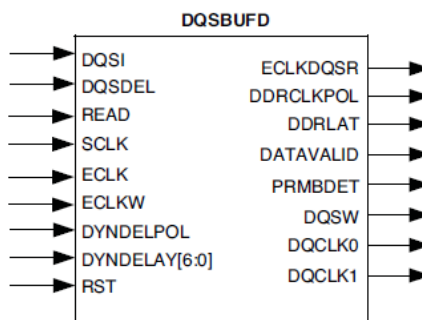 DQSBUFD
DQSI
DQSDEL
READ
SCLK
ECLK
ECLKW
DYNDELPOL
DYNDELAY[6:0]
RST
ECLKDQSR
DDRCLKPOL
DDRLAT
DATAVALID
PRMBDET
DQSW
DQCLK0
DQCLK1